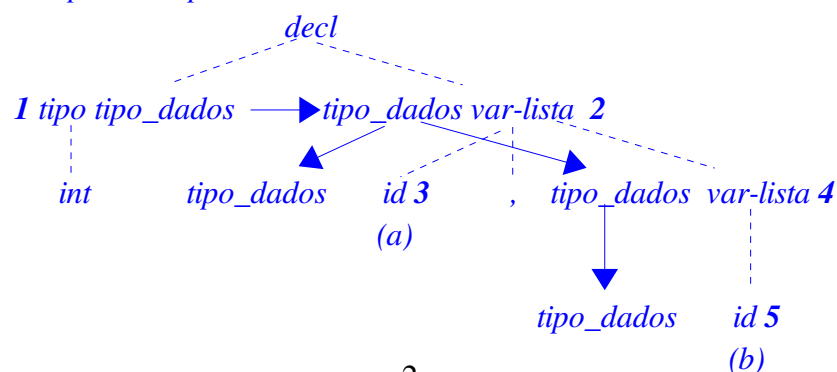 decl
1 tipo tipo_dados tipo_dados var-lista 2
int tipo_dados id 3 , tipo_dados var-lista 4
(a)
tipo_dados id 5
(b)